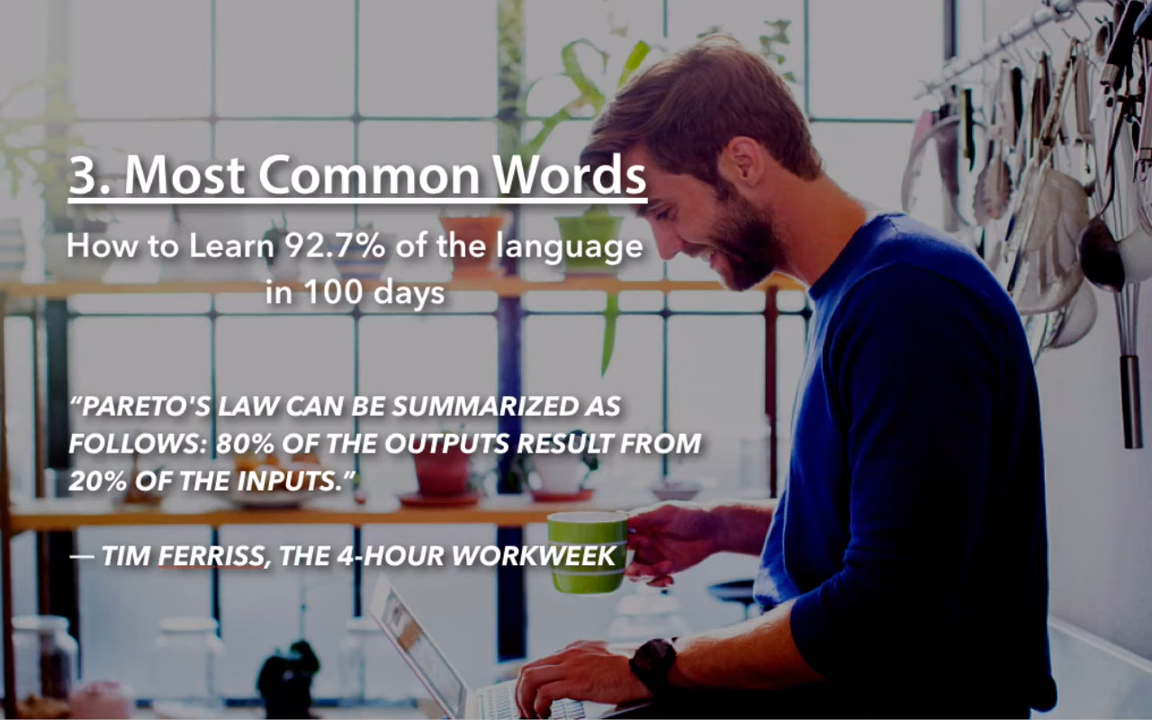 3. Most Common Words
How to Learn 92.7% of the language
in 100 days
“PARETO'S LAW CAN BE SUMMARIZED AS
FOLLOWS: 80% OF THE OUTPUTS RESULT FROM
20% OF THE INPUTS.”
— TIM FERRISS, THE 4-HOUR WORKWEEK